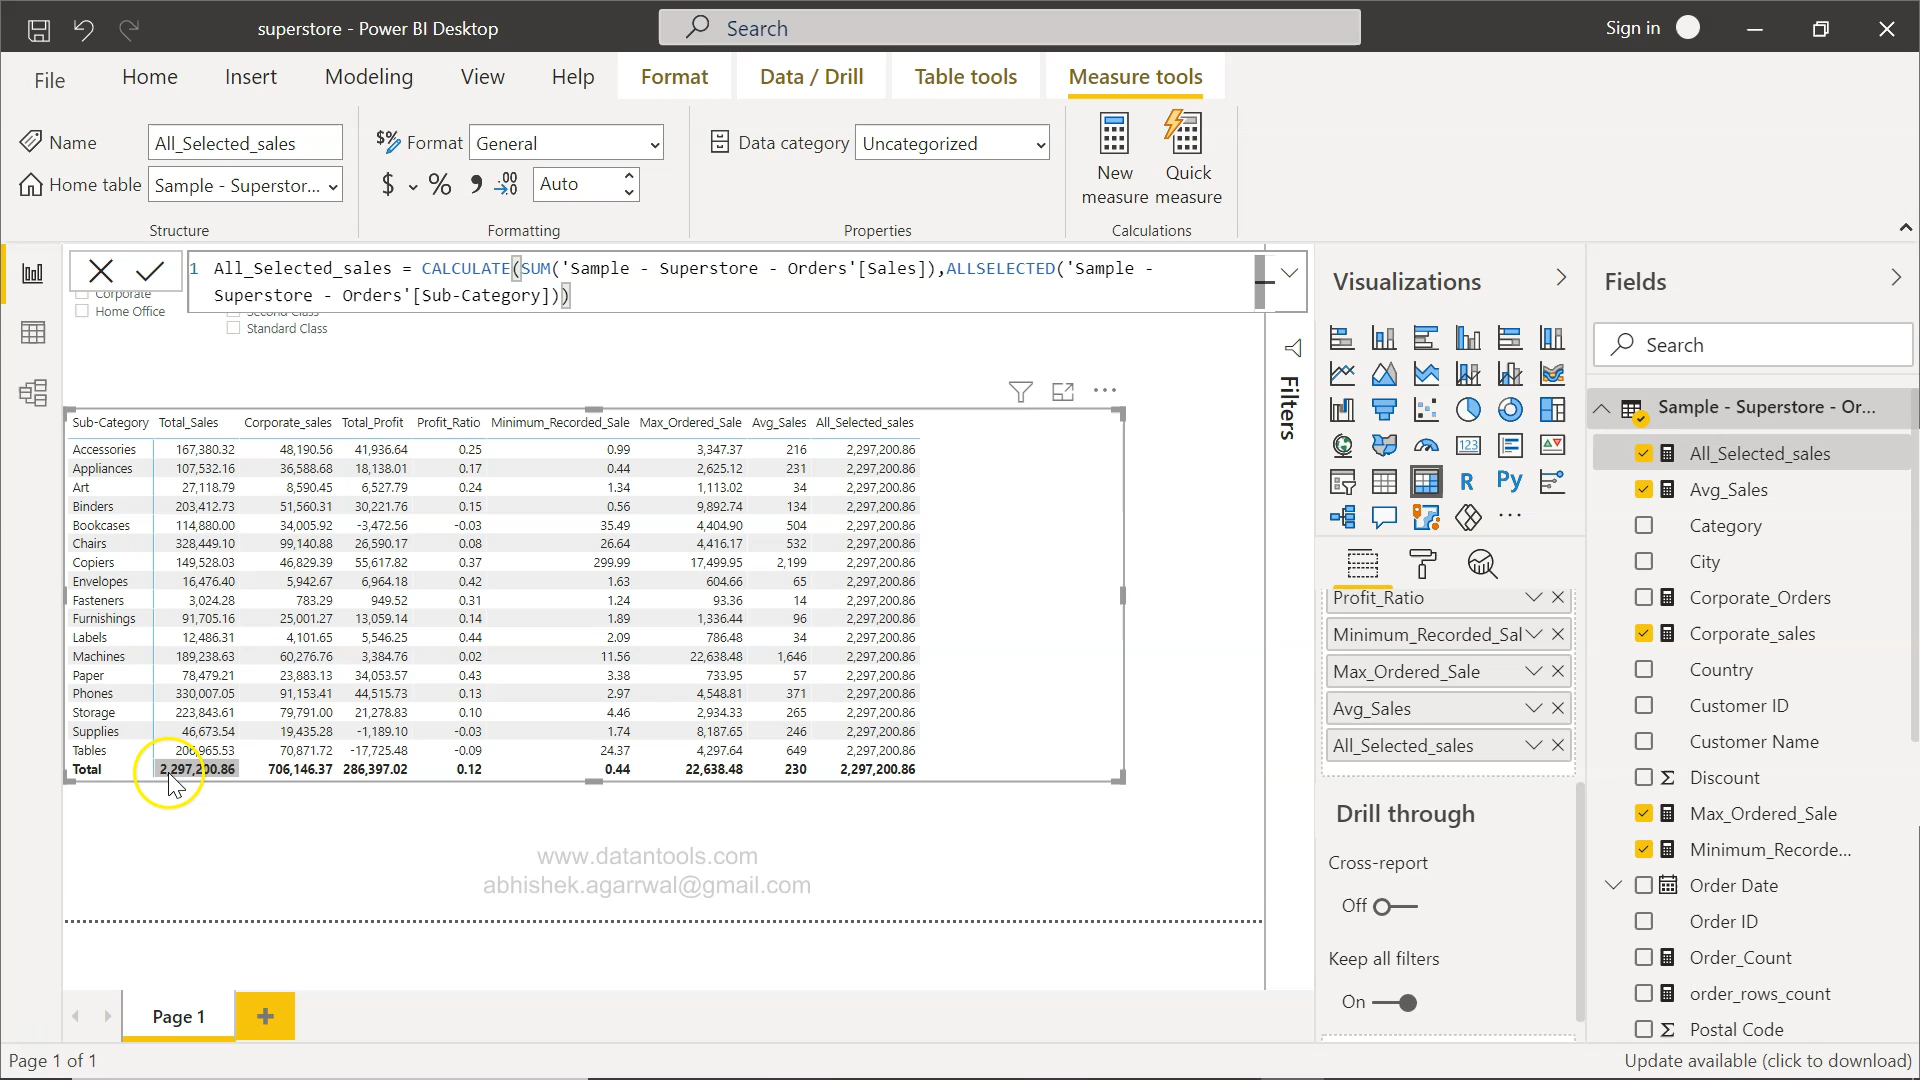 superstore - Power BI Desktop
Search
Sign in
File
Home
Insert
Modeling
View
Help
Format
Data / Drill
Table tools
Measure tools
Name
All_Selected_sales
Home table
Sample - Superstor...
Structure
Format
General
Auto
Formatting
Data category
Uncategorized
Properties
New measure
Quick measure
Calculations
1 All_Selected_sales = CALCULATE(SUM('Sample - Superstore - Orders'[Sales]),ALLSELECTED('Sample -
Superstore - Orders'[Sub-Category]))
Corporate
Home Office
Second Class
Standard Class
Sub-Category Total_Sales Corporate_sales Total_Profit Profit_Ratio Minimum_Recorded_Sale Max_Ordered_Sale Avg_Sales All_Selected_sales
Accessories 167,380.32 48,190.56 41,936.64 0.25 0.99 3,347.37 216 2,297,200.86
Appliances 107,532.16 36,588.68 18,138.01 0.17 0.44 2,625.12 231 2,297,200.86
Art 27,118.79 8,590.45 6,527.79 0.24 1.34 1,113.02 34 2,297,200.86
Binders 203,412.73 51,560.31 30,221.76 0.15 0.56 9,892.74 134 2,297,200.86
Bookcases 114,880.00 34,005.92 -3,472.56 -0.03 35.49 4,404.90 504 2,297,200.86
Chairs 328,449.10 99,140.88 26,590.17 0.08 26.64 4,416.17 532 2,297,200.86
Copiers 149,528.03 46,829.39 55,617.82 0.37 299.99 17,499.95 2,199 2,297,200.86
Envelopes 16,476.40 5,942.67 6,964.18 0.42 1.63 604.66 65 2,297,200.86
Fasteners 3,024.28 783.29 949.52 0.31 1.24 93.36 14 2,297,200.86
Furnishings 91,705.16 25,001.27 13,059.14 0.14 1.89 1,336.44 96 2,297,200.86
Labels 12,486.31 4,101.65 5,546.25 0.44 2.09 786.48 34 2,297,200.86
Machines 189,238.63 60,276.76 3,384.76 0.02 11.56 22,638.48 1,646 2,297,200.86
Paper 78,479.21 23,883.13 34,053.57 0.43 3.38 733.95 57 2,297,200.86
Phones 330,007.05 91,153.41 44,515.73 0.13 2.97 4,548.81 371 2,297,200.86
Storage 223,843.61 79,791.00 21,278.83 0.10 4.46 2,934.33 265 2,297,200.86
Supplies 46,673.54 19,435.28 -1,189.10 -0.03 1.74 8,187.65 246 2,297,200.86
Tables 206,965.53 70,871.72 -17,725.48 -0.09 24.37 4,297.64 649 2,297,200.86
Total 2,297,200.86 706,146.37 286,397.02 0.12 0.44 22,638.48 230 2,297,200.86
www.datantools.com
abhishek.agarrwal@gmail.com
Page 1
Page 1 of 1
Filters
Visualizations
Profit_Ratio
Minimum_Recorded_Sal
Max_Ordered_Sale
Avg_Sales
All_Selected_sales
Drill through
Cross-report
Off
Keep all filters
On
Fields
Search
Sample - Superstore - Or...
All_Selected_sales
Avg_Sales
Category
City
Corporate_Orders
Corporate_sales
Country
Customer ID
Customer Name
Discount
Max_Ordered_Sale
Minimum_Recorde...
Order Date
Order ID
Order_Count
order_rows_count
Postal Code
Update available (click to download)